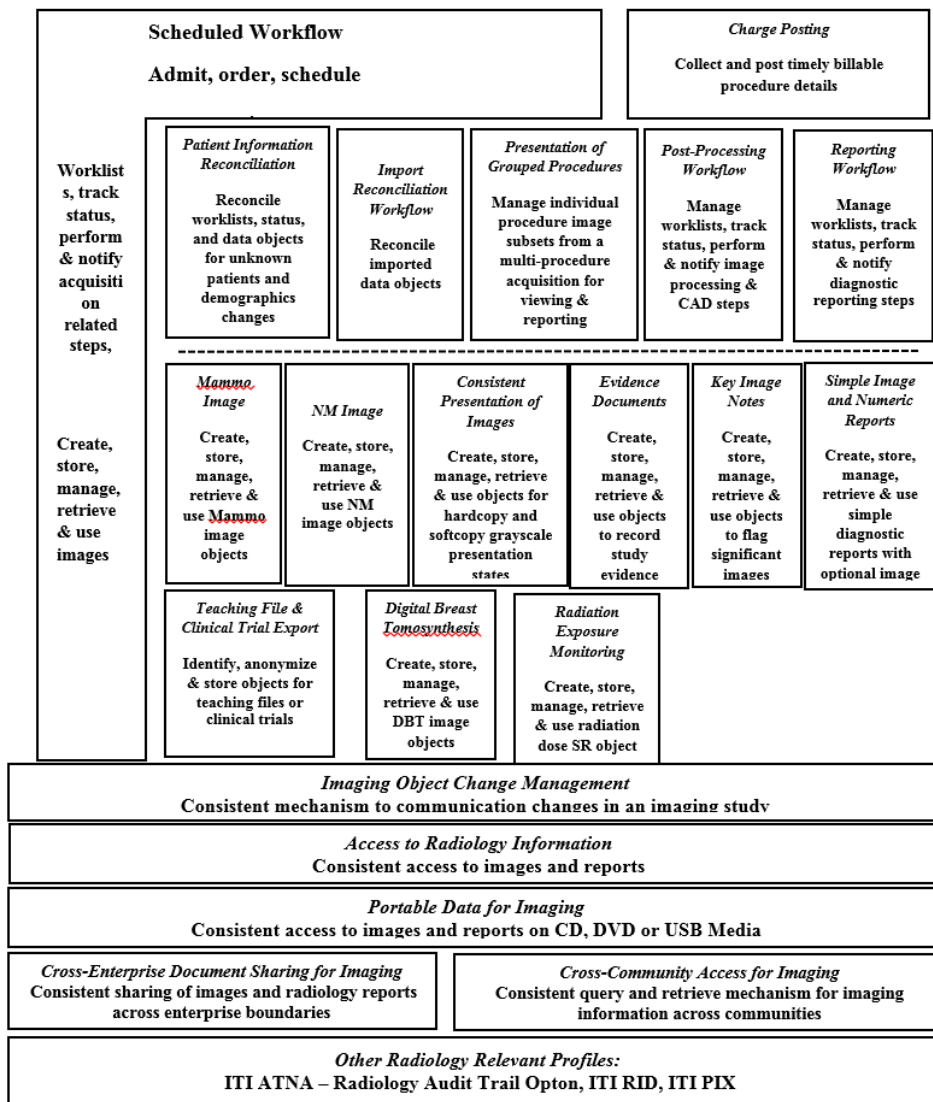 Scheduled Workflow
Admit, order, schedule
Charge Posting
Collect and post timely billable
procedure details
Worklist
s, track
status,
perform
& notify
acquisiti
on
related
steps,
Create,
store,
manage,
retrieve
& use
images
Patient Information
Reconciliation
Reconcile
worklists, status,
and data objects
for unknown
patients and
demographics
changes
Import
Reconciliation
Workflow
Reconcile
imported
data objects
Presentation of
Grouped Procedures
Manage individual
procedure image
subsets from a
multi-procedure
acquisition for
viewing &
reporting
Post-Processing
Workflow
Manage
worklists, track
status, perform
& notify image
processing &
CAD steps
Reporting
Workflow
Manage
worklists, track
status, perform
& notify
diagnostic
reporting steps
Mammo
Image
Create,
store,
manage,
retrieve &
use Mammo
image
objects
NM Image
Create, store,
manage,
retrieve &
use NM
image objects
Consistent
Presentation of
Images
Create, store,
manage, retrieve
& use objects for
hardcopy and
softcopy grayscale
presentation
states
Evidence
Documents
Create,
store,
manage,
retrieve &
use objects
to record
study
evidence
Key Image
Notes
Create,
store,
manage,
retrieve &
use objects
to flag
significant
images
Simple Image
and Numeric
Reports
Create, store,
manage,
retrieve & use
simple
diagnostic
reports with
optional image
Teaching File &
Clinical Trial Export
Identify, anonymize
& store objects for
teaching files or
clinical trials
Digital Breast
Tomosynthesis
Create, store,
manage,
retrieve & use
DBT image
objects
Radiation
Exposure
Monitoring
Create, store,
manage, retrieve
& use radiation
dose SR object
Imaging Object Change Management
Consistent mechanism to communication changes in an imaging study
Access to Radiology Information
Consistent access to images and reports
Portable Data for Imaging
Consistent access to images and reports on CD, DVD or USB Media
Cross-Enterprise Document Sharing for Imaging
Consistent sharing of images and radiology reports
across enterprise boundaries
Cross-Community Access for Imaging
Consistent query and retrieve mechanism for imaging
information across communities
Other Radiology Relevant Profiles:
ITI ATNA – Radiology Audit Trail Opton, ITI RID, ITI PIX